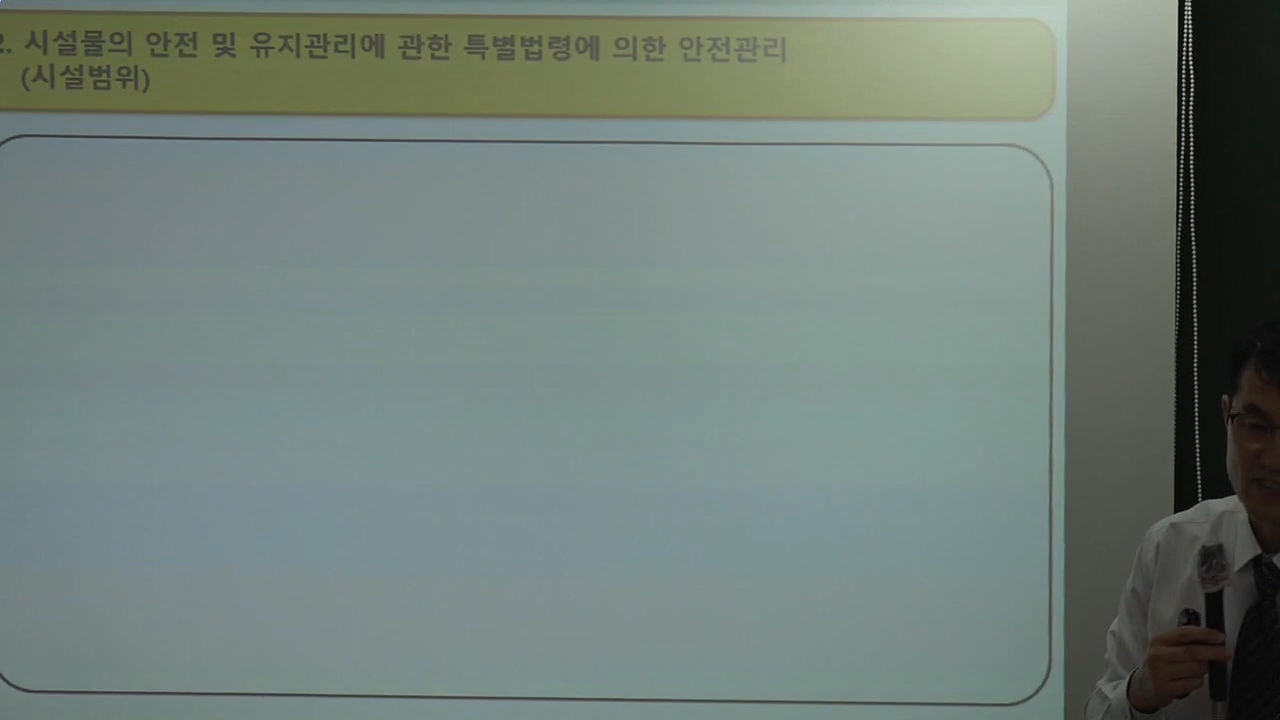 2. 시설물의 안전 및 유지관리에 관한 특별법령에 의한 안전관리
(시설범위)